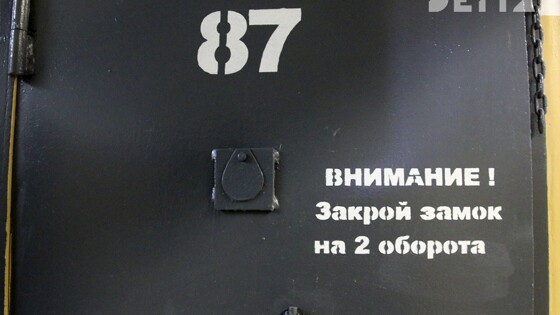 87
ВНИМАНИЕ !
Закрой замок
на 2 оборота